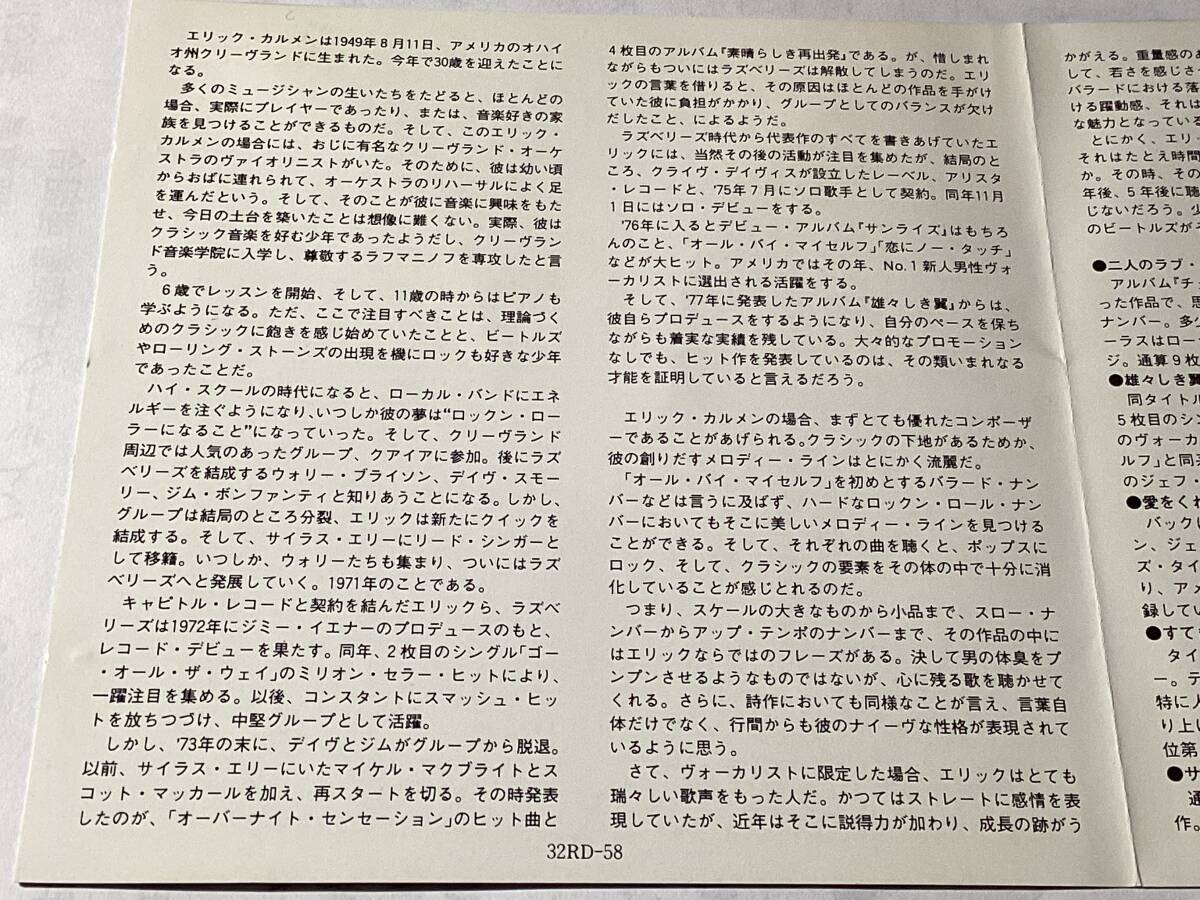 エリック・カルメンは1949年8月11日、アメリカのオハイ
オ州クリーヴランドに生まれた。今年で30歳を迎えたことに
なる。
多くのミュージシャンの生いたちをたどると、ほとんどの
場合、実際にプレイヤーであったり、または、音楽好きの家
族を見つけることができるものだ。そして、このエリック・
カルメンの場合には、おじに有名なクリーヴランド・オーケ
ストラのヴァイオリニストがいた。そのために、彼は幼い頃
からおばに連れられて、オーケストラのリハーサルによく足
を運んだという。そして、そのことが彼に音楽に興味をもた
せ、今日の土台を築いたことは想像に難くない。実際、彼は
クラシック音楽を好む少年であったようだし、クリーヴラン
ド音楽学院に入学し、尊敬するラフマニノフを専攻したと言
う。
6歳でレッスンを開始、そして、11歳の時からはピアノも
学ぶようになる。ただ、ここで注目すべきことは、理論づく
めのクラシックに飽きを感じ始めていたことと、ビートルズ
やローリング・ストーンズの出現を機にロックも好きな少年
であったことだ。
ハイ・スクールの時代になると、ローカル・バンドにエネ
ルギーを注ぐようになり、いつしか彼の夢は“ロックン・ロー
ラーになること”になっていった。そして、クリーヴランド
周辺では人気のあったグループ、クアイアに参加。後にラズ
ベリーズを結成するウォリー・ブライソン、デイヴ・スモー
リー、ジム・ボンファンティと知りあうことになる。しかし、
グループは結局のところ分裂、エリックは新たにクイックを
結成する。そして、サイラス・エリーにリード・シンガーと
して移籍。いつしか、ウォリーたちも集まり、ついにはラズ
ベリーズへと発展していく。1971年のことである。
キャピトル・レコードと契約を結んだエリックら、ラズベ
リーズは1972年にジミー・イエナーのプロデュースのもと、
レコード・デビューを果たす。同年、2枚目のシングル「ゴー
・オール・ザ・ウェイ」のミリオン・セラー・ヒットにより、
一躍注目を集める。以後、コンスタントにスマッシュ・ヒッ
トを放ちつづけ、中堅グループとして活躍。
しかし、'73年の末に、デイヴとジムがグループから脱退。
以前、サイラス・エリーにいたマイケル・マクブライトとス
コット・マッカールを加え、再スタートを切る。その時発表
したのが、「オーバーナイト・センセーション」のヒット曲と
4枚目のアルバム『素晴らしき再出発』である。が、惜しまれ
ながらもついにはラズベリーズは解散してしまうのだ。エリ
ックの言葉を借りると、その原因はほとんどの作品を手がけ
ていた彼に負担がかかり、グループとしてのバランスが欠け
だしたこと、によるようだ。
ラズベリーズ時代から代表作のすべてを書きあげていたエ
リックには、当然その後の活動が注目を集めたが、結局のと
ころ、クライヴ・デイヴィスが設立したレーベル、アリスタ
・レコードと、'75年7月にソロ歌手として契約。同年11月
1日にはソロ・デビューをする。
'76年に入るとデビュー・アルバム『サンライズ』はもちろ
んのこと、「オール・バイ・マイセルフ」「恋にノー・タッチ」
などが大ヒット。アメリカではその年、No.1新人男性ヴォ
ーカリストに選出される活躍をする。
そして、'77年に発表したアルバム『雄々しき翼』からは、
彼自らプロデュースをするようになり、自分のペースを保ち
ながらも着実な実績を残している。大々的なプロモーション
なしでも、ヒット作を発表しているのは、その類いまれなる
才能を証明していると言えるだろう。
エリック・カルメンの場合、まずとても優れたコンポーザ
ーであることがあげられる。クラシックの下地があるためか、
彼の創りだすメロディー・ラインはとにかく流麗だ。
「オール・バイ・マイセルフ」を初めとするバラード・ナン
バーなどは言うに及ばず、ハードなロックン・ロール・ナン
バーにおいてもそこに美しいメロディー・ラインを見つける
ことができる。そして、それぞれの曲を聴くと、ポップスに
ロック、そして、クラシックの要素をその体の中で十分に消
化していることが感じとれるのだ。
つまり、スケールの大きなものから小品まで、スロー・ナ
ンバーからアップ・テンポのナンバーまで、その作品の中に
はエリックならではのフレーズがある。決して男の体臭をプ
ンプンさせるようなものではないが、心に残る歌を聴かせて
くれる。さらに、詩作においても同様なことが言え、言葉自
体だけでなく、行間からも彼のナイーヴな性格が表現されて
いるように思う。
さて、ヴォーカリストに限定した場合、エリックはとても
瑞々しい歌声をもった人だ。かつてはストレートに感情を表
現していたが、近年はそこに説得力が加わり、成長の跡がう
かがえる。重量感のあ
して、若さを感じさ
バラードにおける落
ける躍動感、それは
な魅力となっている
とにかく、エリー
それはたとえ時間
か。その時、その
年後、5年後に聴
じないだろう。少
のビートルズがそ
●二人のラブ・
アルバム『チ
った作品で、思
ナンバー。多く
ーラスはロー
ジ。通算9枚
●雄々しき翼
同タイトル
5枚目のシン
のヴォーカ
ルフ」と同系
のジェフ・
●愛をくれ
バックに
ン、ジェ
ズ・タイ
り、アメ
録してい
●すてき
タイ
ー。デ
特に人
り上い
位第
●サ
通
作。
32RD-58